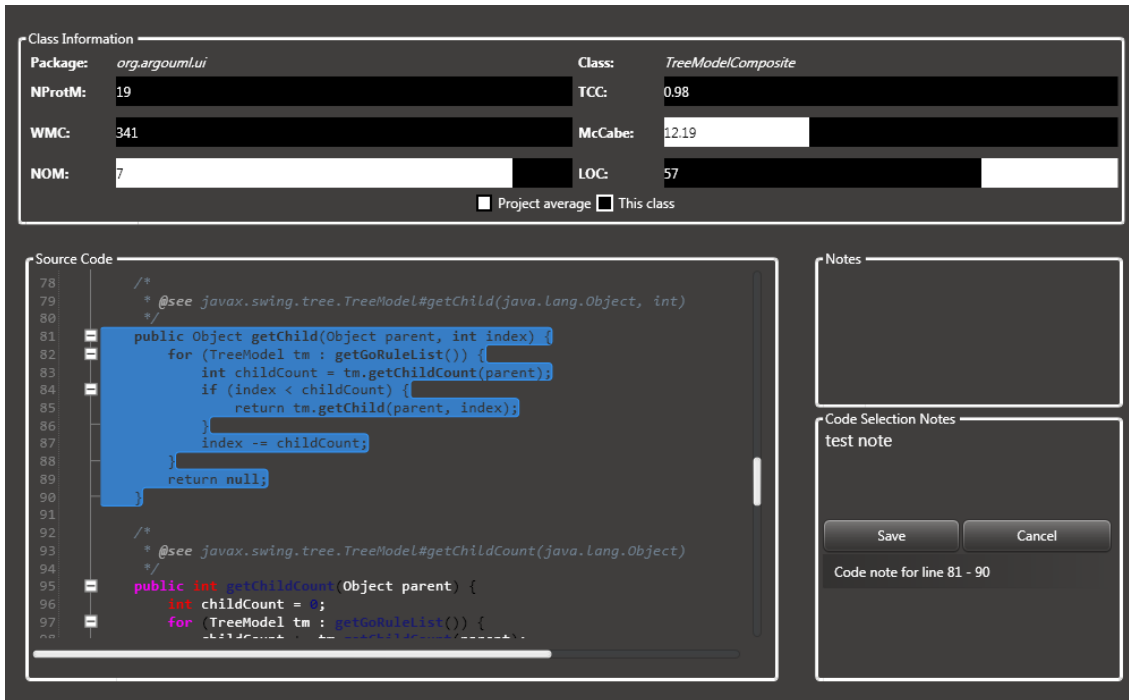 Class Information
Package: org.argouml.ui Class: TreeModelComposite
NProtM: 19 TCC: 0.98
WMC: 341 McCabe: 12.19
NOM: 7 LOC: 57
Project average This class
Source Code
78 /*
79 * @see javax.swing.tree.TreeModel#getChild(java.lang.Object, int)
80 */
81 public Object getChild(Object parent, int index) {
82 for (TreeModel tm : getGoRuleList()) {
83 int childCount = tm.getChildCount(parent);
84 if (index < childCount) {
85 return tm.getChild(parent, index);
86 }
87 index -= childCount;
88 }
89 return null;
90 }
91
92 /*
93 * @see javax.swing.tree.TreeModel#getChildCount(java.lang.Object)
94 */
95 public int getChildCount(Object parent) {
96 int childCount = 0;
97 for (TreeModel tm : getGoRuleList()) {
98 childCount tm.getChildCount(parent);
Notes
Code Selection Notes
test note
Save Cancel
Code note for line 81 - 90